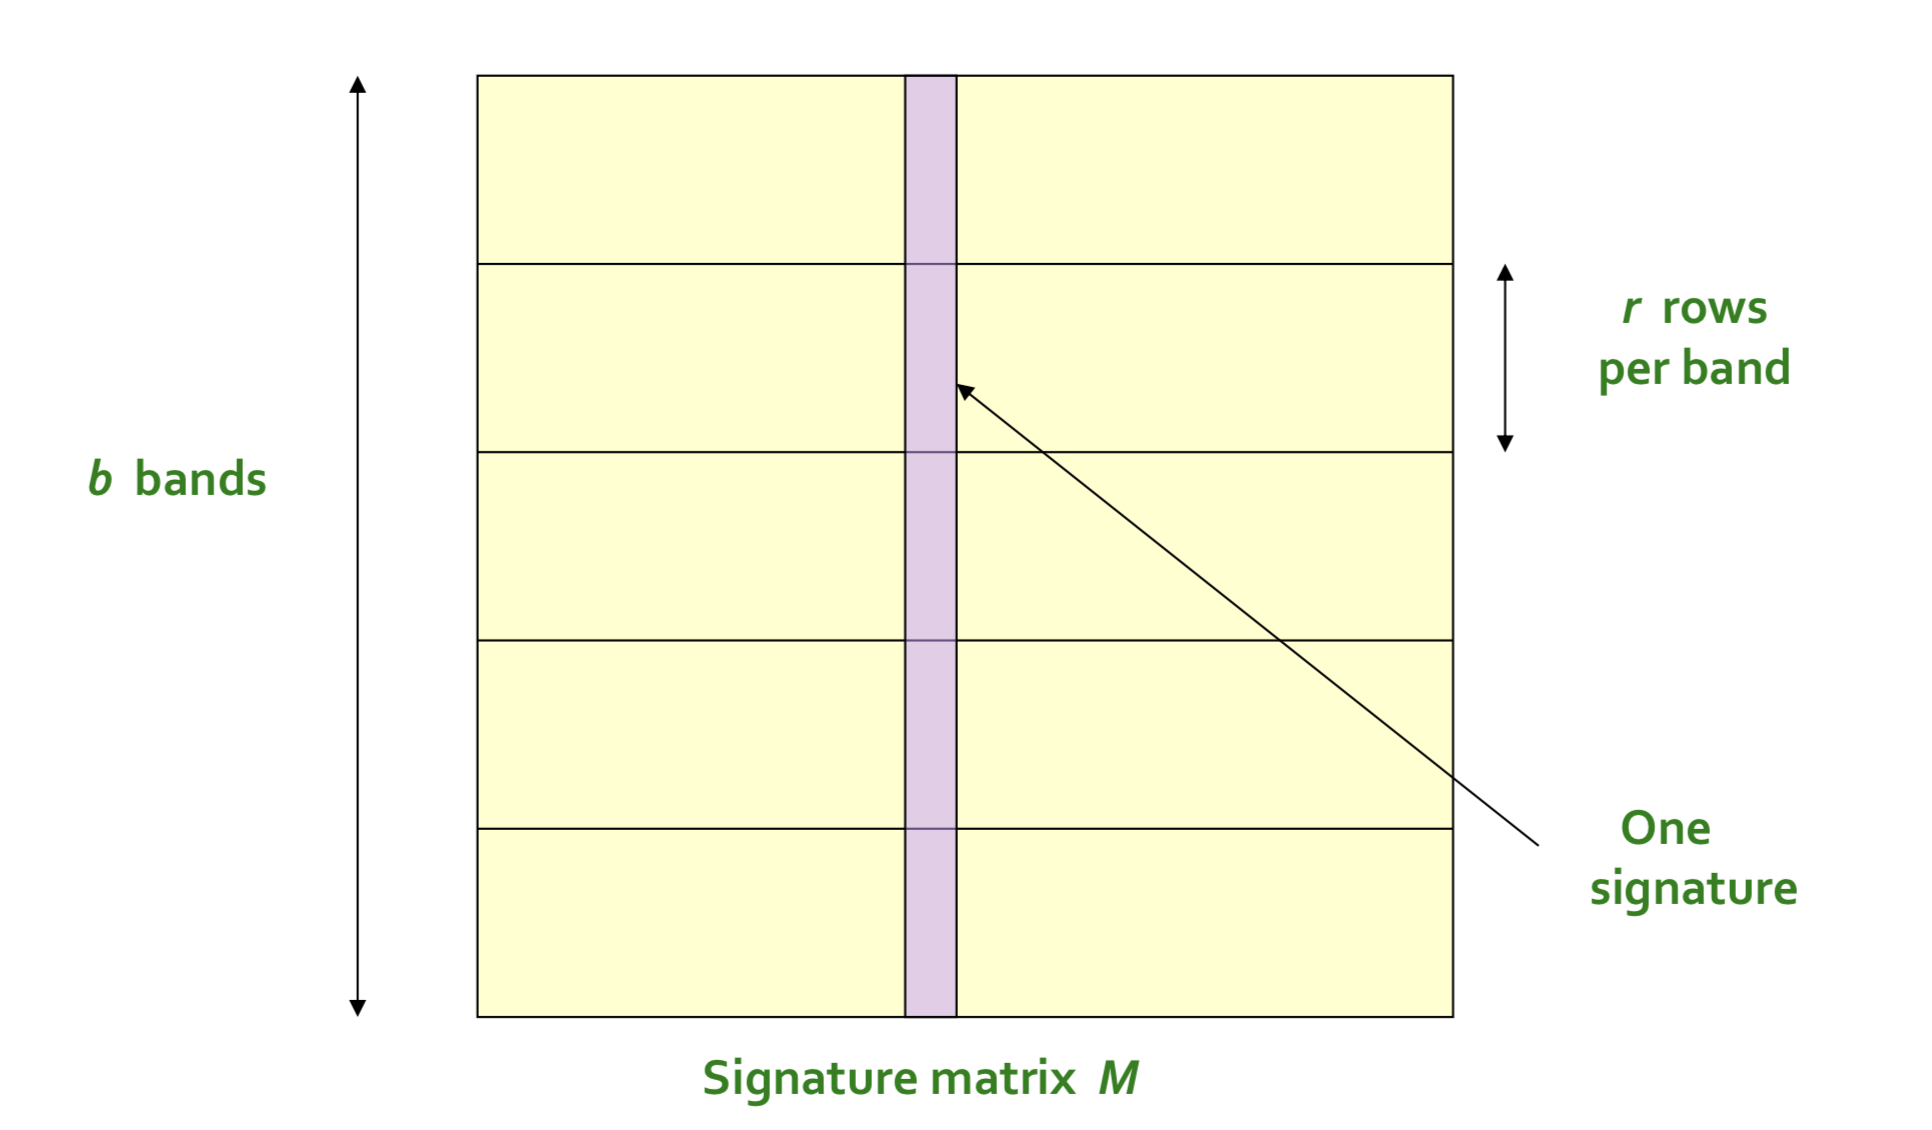 b bands
r rows
per band
One
signature
Signature matrix M